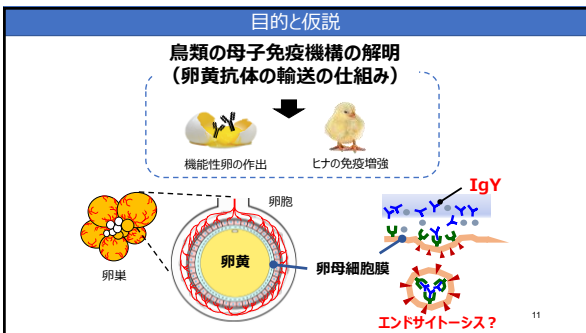 目的と仮説
鳥類の母子免疫機構の解明
（卵黄抗体の輸送の仕組み）
機能性卵の作出
ヒナの免疫増強
IgY
卵胞
卵巣
卵黄
卵母細胞膜
エンドサイトーシス？
11